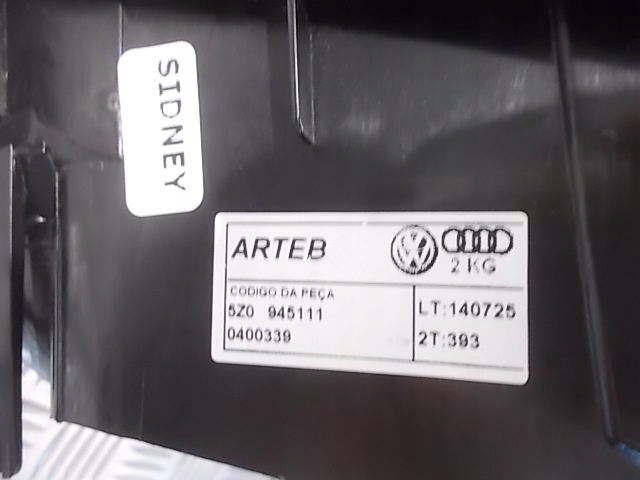 SIDNEY
ARTEB
2 KG
CODIGO DA PEÇA
5Z0 945111
0400339
LT:140725
2T:393